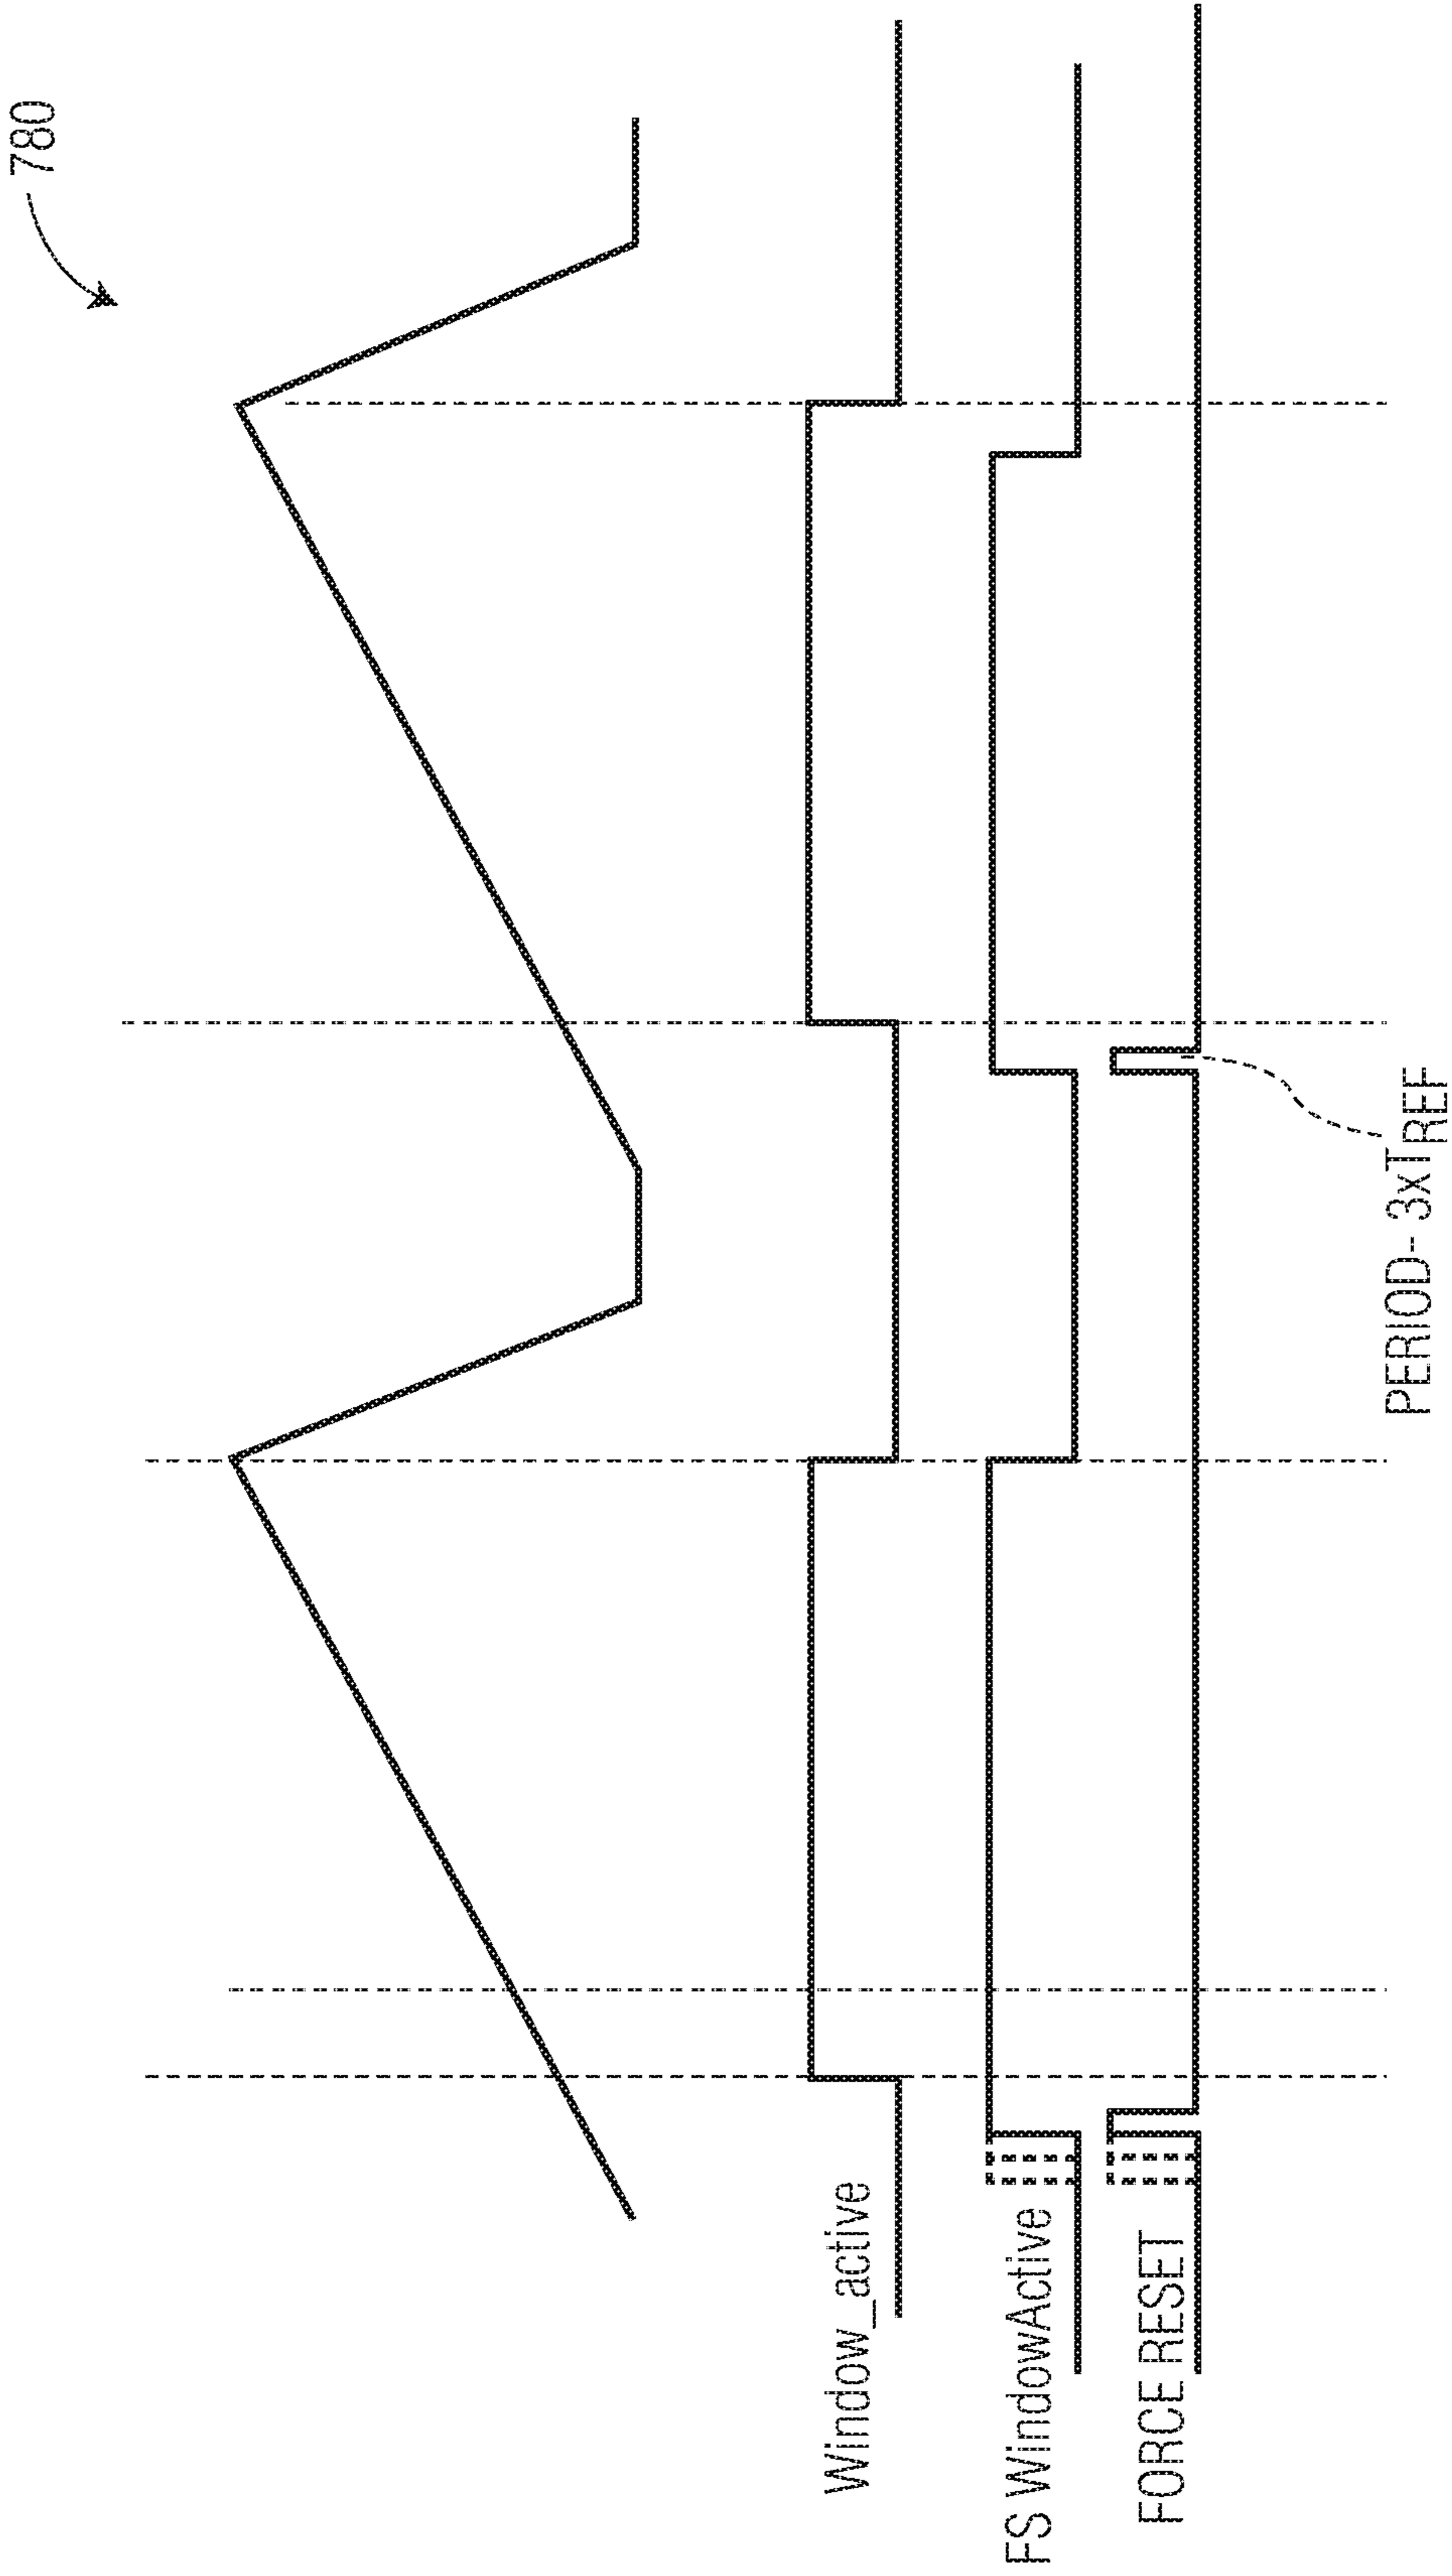 780
Window_active
FS WindowActive
FORCE RESET
PERIOD- 3xTREF